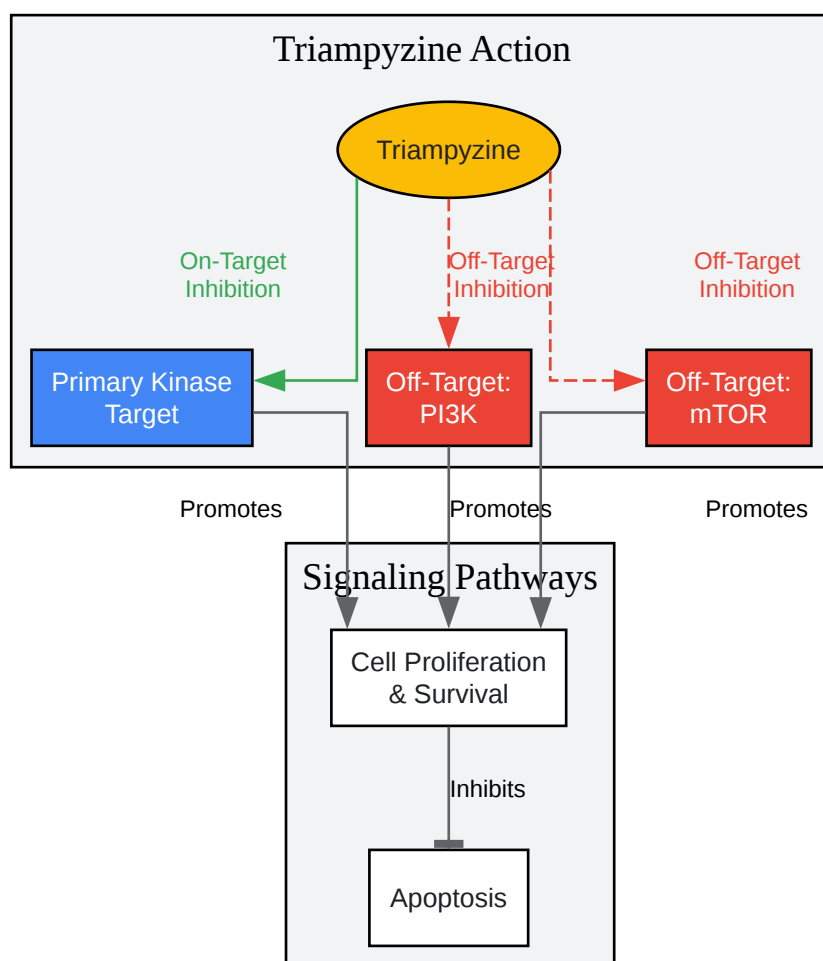 Triampyzine Action
Triampyzine
On-Target
Inhibition
Off-Target
Inhibition
Off-Target
Inhibition
Primary Kinase
Target
Off-Target:
PI3K
Off-Target:
mTOR
Promotes
Promotes
Promotes
Signaling Pathways
Cell Proliferation
& Survival
Inhibits
Apoptosis